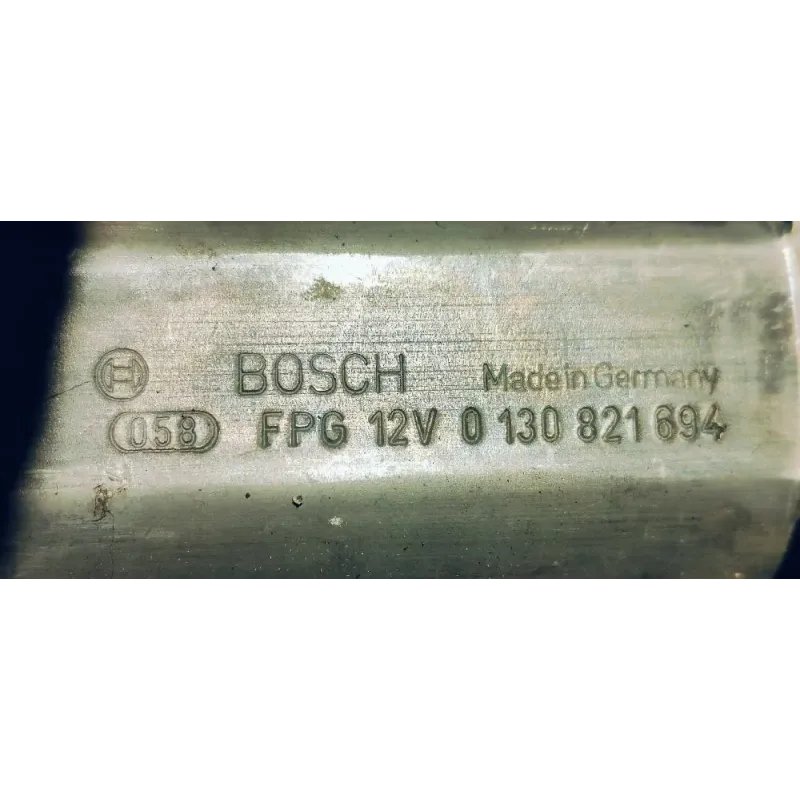 BOSCH Made in Germany
058 FPG 12V 0 130 821 694